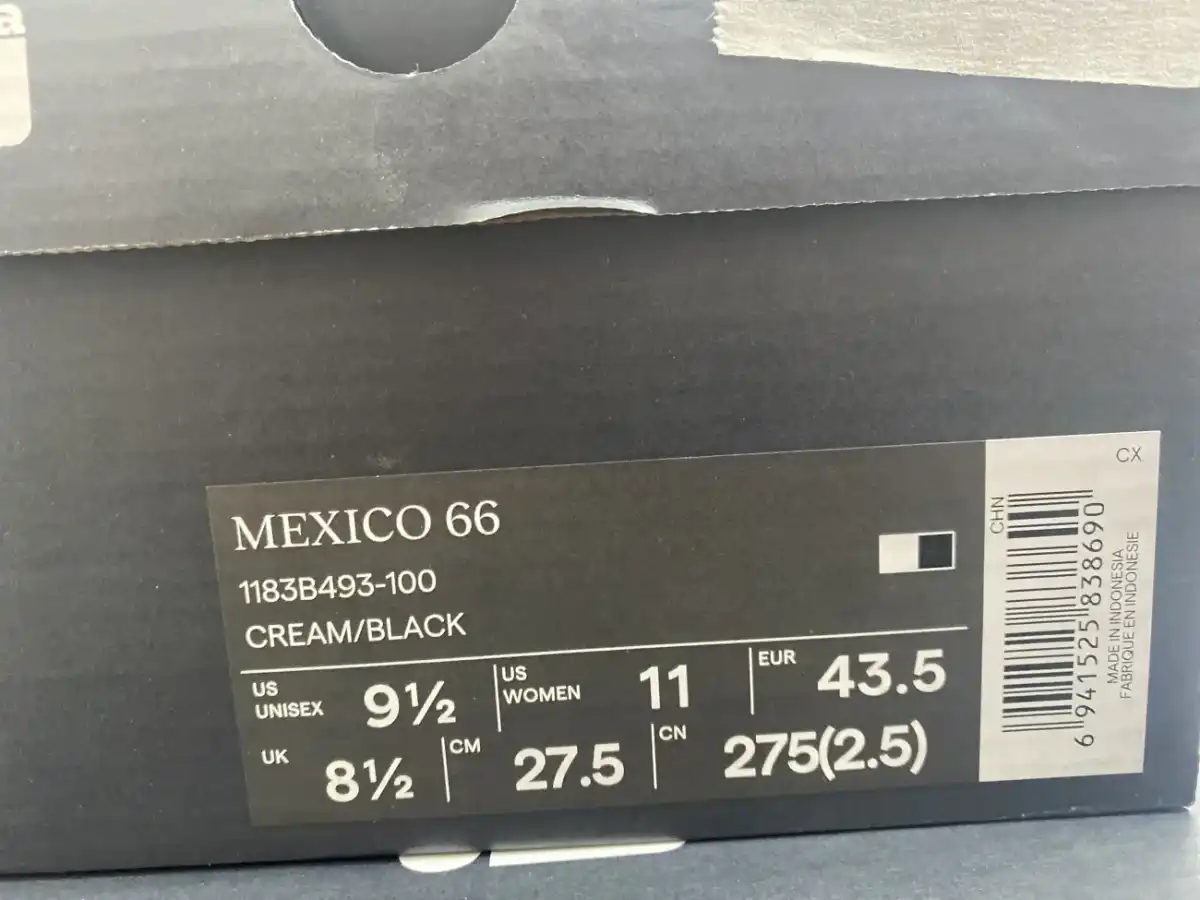 a
MEXICO 66
1183B493-100
CREAM/BLACK
US UNISEX 9½
US WOMEN 11
EUR 43.5
UK 8½
CM 27.5
CN 275(2.5)
CX
CHN
6 941525 838690
MADE IN INDONESIA
FABRIQUE EN INDONESIE